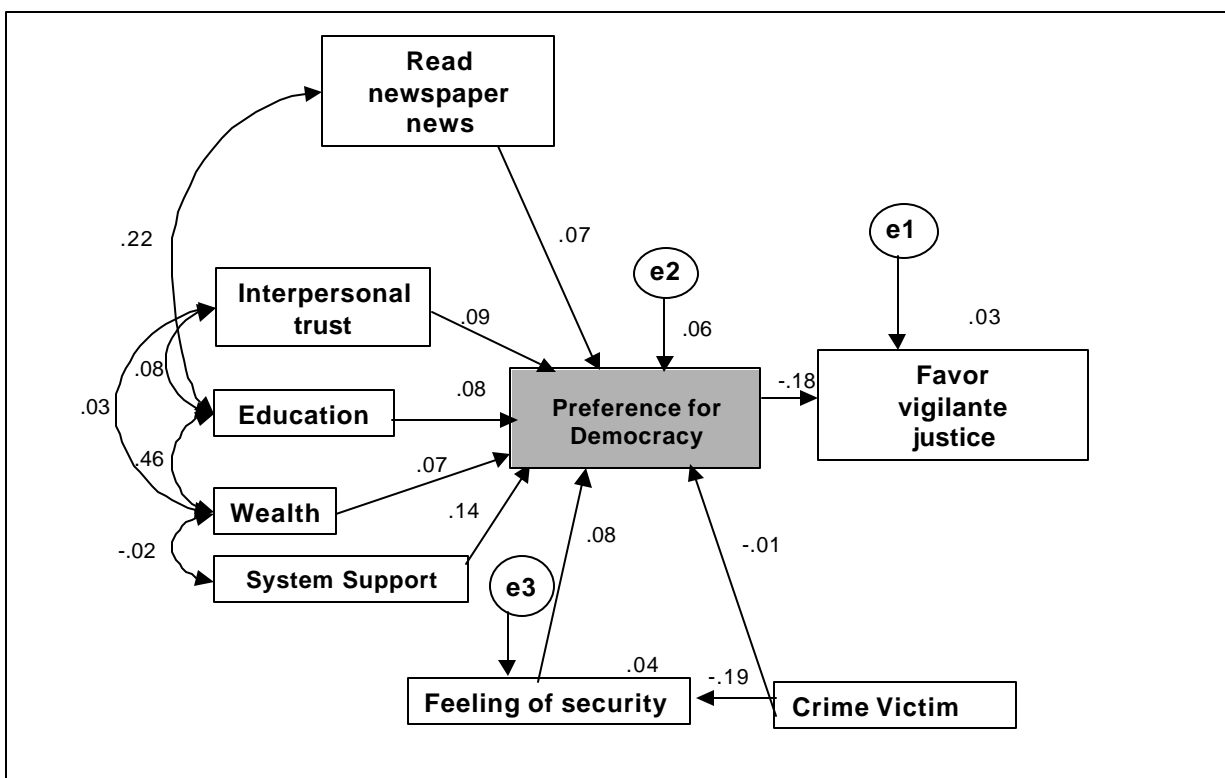 Read
newspaper
news
.22
.07
e1
e2
Interpersonal
trust
.09
.06
.03
.08
.03
Education
.08
-.18
Preference for
Democracy
Favor
vigilante
justice
.46
.07
Wealth
.14
-.02
System Support
.08
-.01
e3
.04
-.19
Feeling of security
Crime Victim